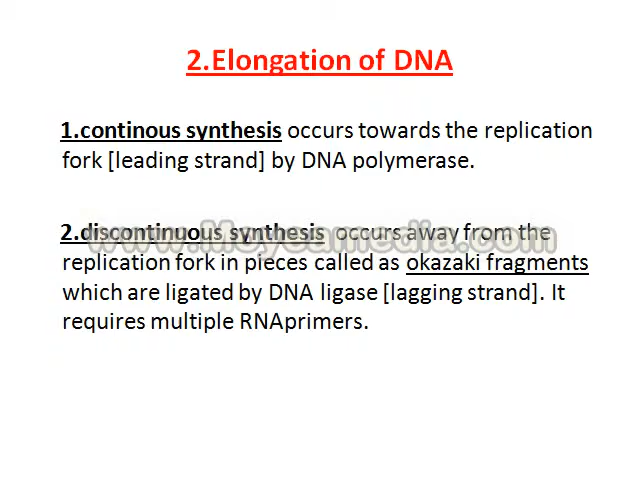 2.Elongation of DNA
1.continous synthesis occurs towards the replication
fork [leading strand] by DNA polymerase.
2.discontinuous synthesis occurs away from the
replication fork in pieces called as okazaki fragments
which are ligated by DNA ligase [lagging strand]. It
requires multiple RNAprimers.